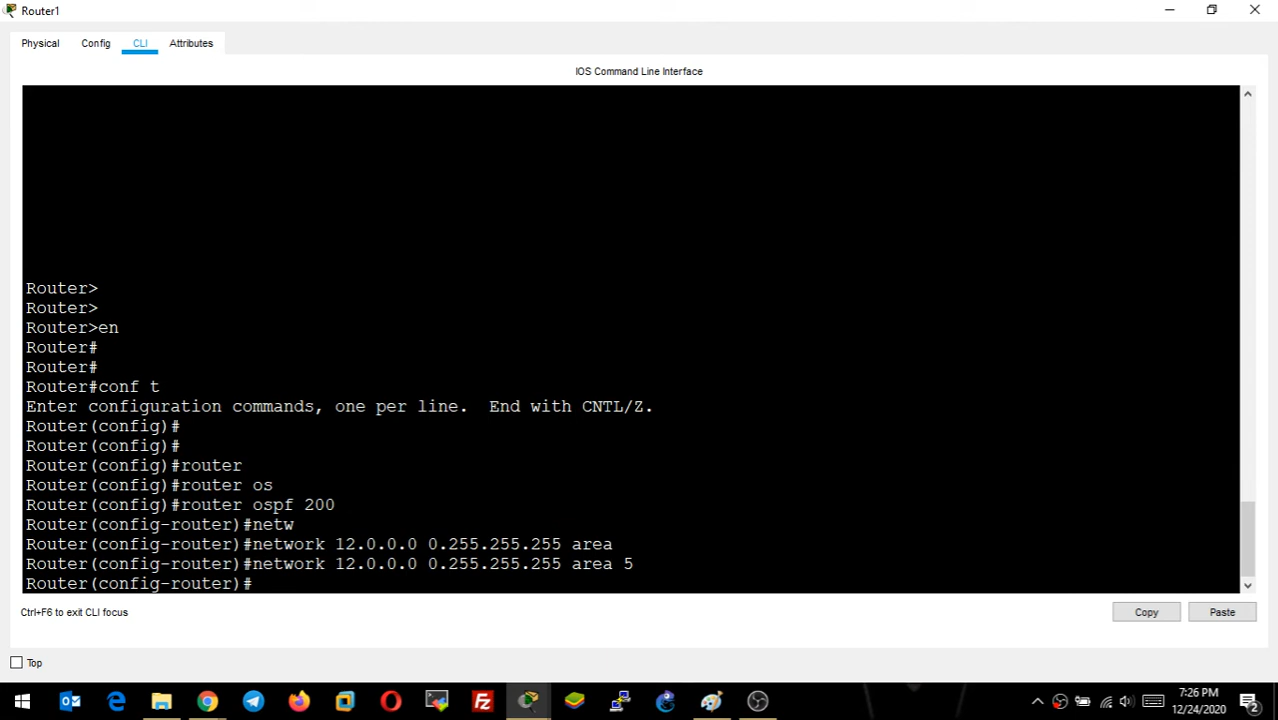 Router1
Physical Config CLI Attributes
IOS Command Line Interface
Router>
Router>
Router>en
Router#
Router#
Router#conf t
Enter configuration commands, one per line.  End with CNTL/Z.
Router(config)#
Router(config)#
Router(config)#router
Router(config)#router os
Router(config)#router ospf 200
Router(config-router)#netw
Router(config-router)#network 12.0.0.0 0.255.255.255 area
Router(config-router)#network 12.0.0.0 0.255.255.255 area 5
Router(config-router)#
Ctrl+F6 to exit CLI focus
Copy Paste
Top
7:26 PM
12/24/2020
2